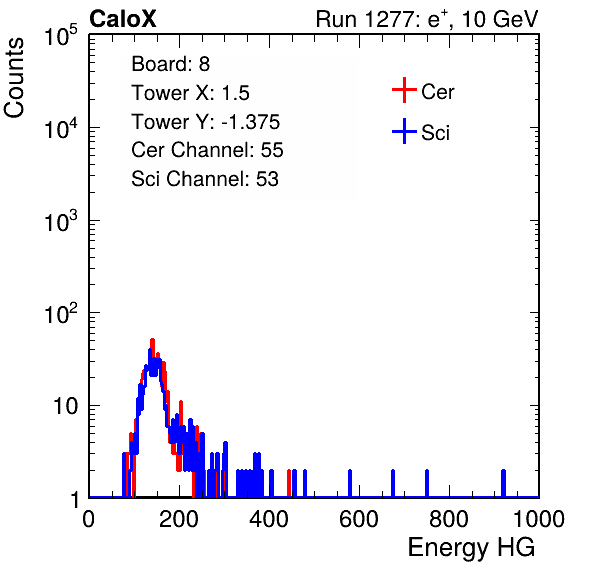 CaloX Run 1277: e⁺, 10 GeV
Board: 8
Tower X: 1.5
Tower Y: -1.375
Cer Channel: 55
Sci Channel: 53
Cer
Sci
Counts
10⁵
10⁴
10³
10²
10
1
0 200 400 600 800 1000
Energy HG